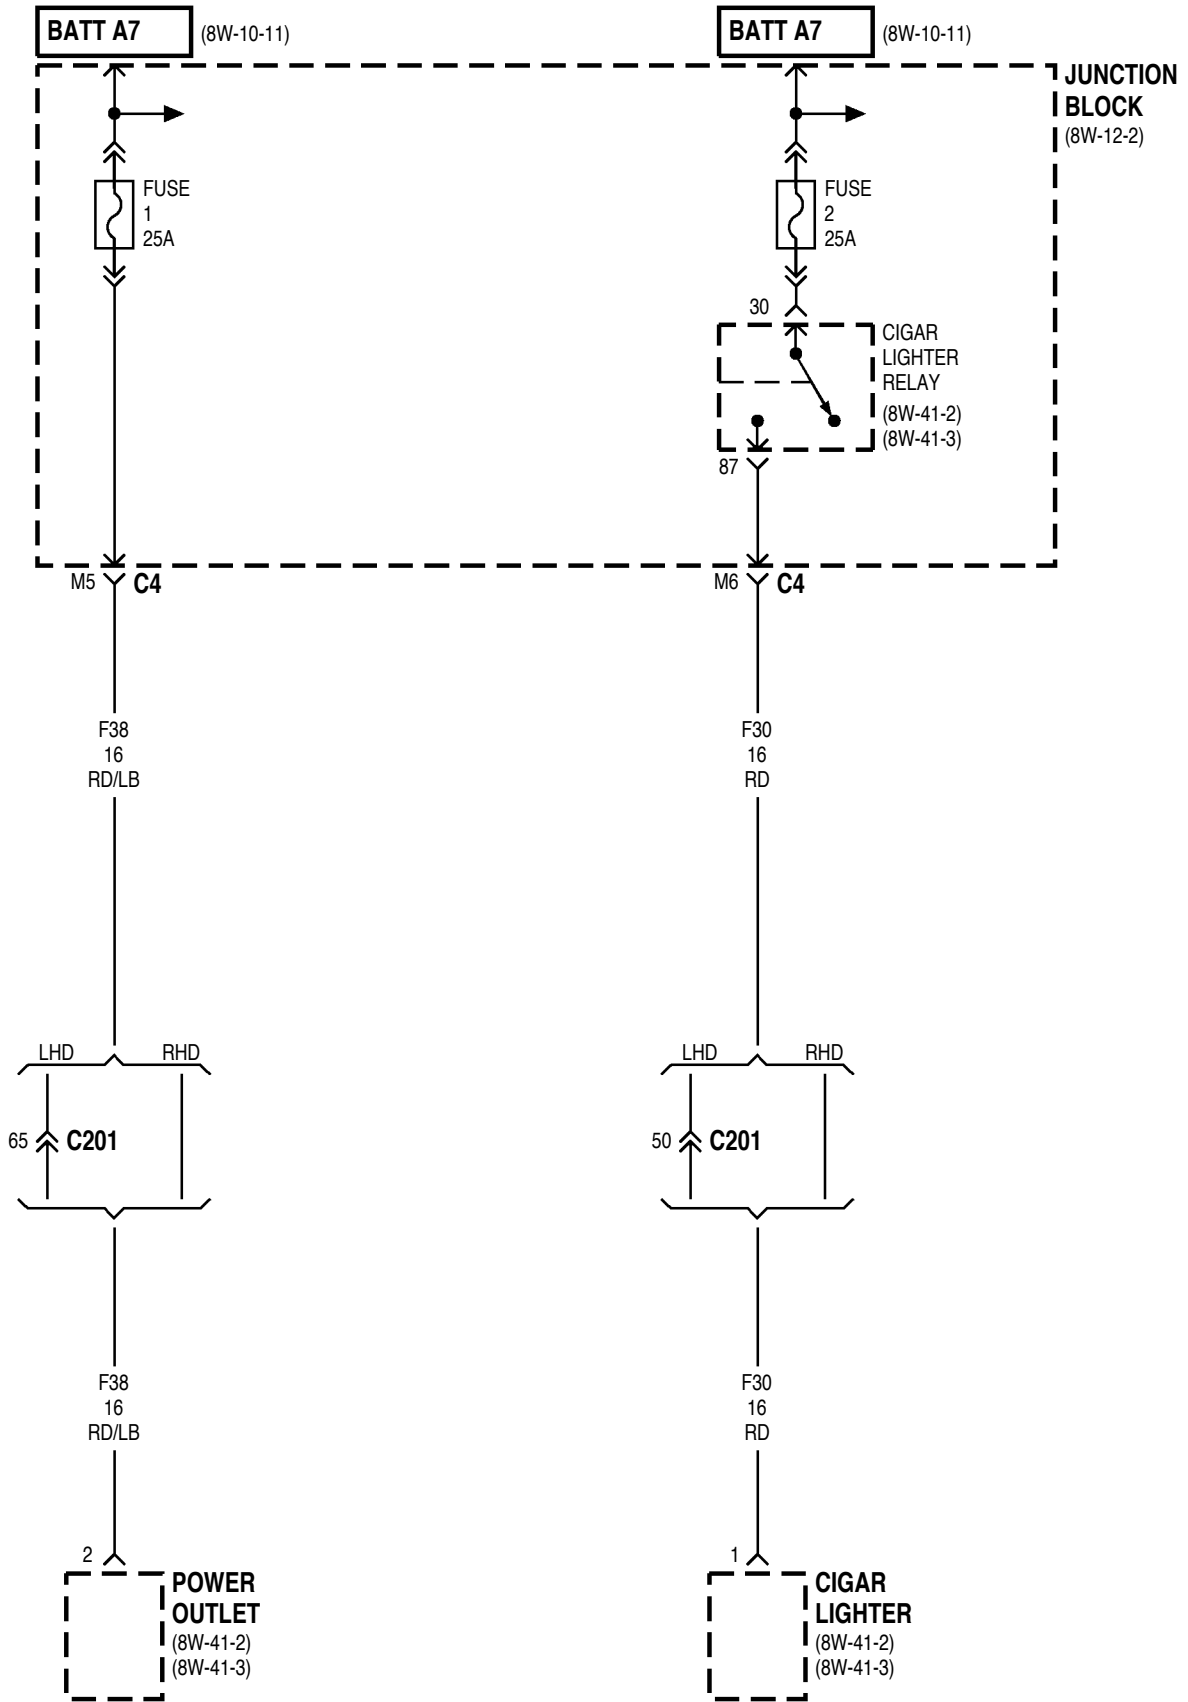 BATT A7 (8W-10-11)
BATT A7 (8W-10-11)
JUNCTION
BLOCK
(8W-12-2)
FUSE
1
25A
FUSE
2
25A
30
CIGAR
LIGHTER
RELAY
(8W-41-2)
(8W-41-3)
87
M5 C4
M6 C4
F38
16
RD/LB
F30
16
RD
LHD RHD
LHD RHD
65 C201
50 C201
F38
16
RD/LB
F30
16
RD
2
1
POWER
OUTLET
(8W-41-2)
(8W-41-3)
CIGAR
LIGHTER
(8W-41-2)
(8W-41-3)